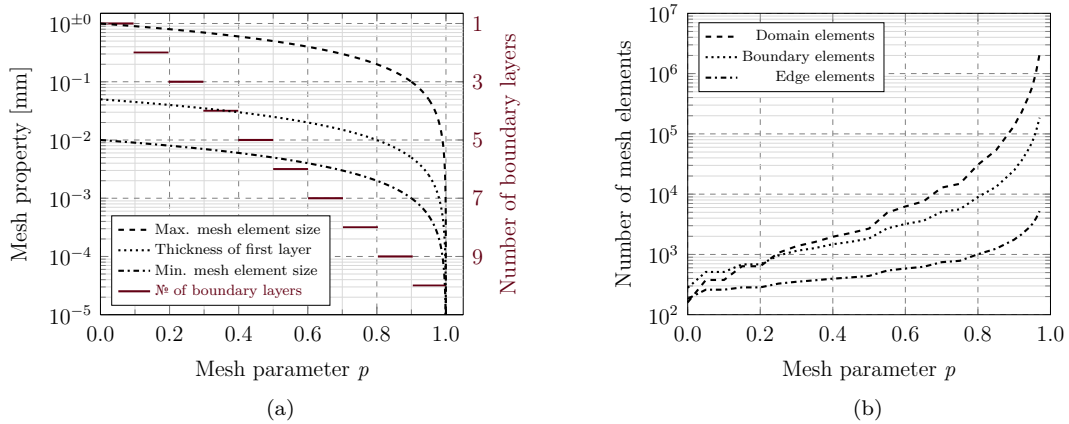 10^{±0}
10^{−1}
10^{−2}
10^{−3}
10^{−4}
10^{−5}
Mesh property [mm]
Max. mesh element size
Thickness of first layer
Min. mesh element size
№ of boundary layers
1
3
5
7
9
Number of boundary layers
0.0 0.2 0.4 0.6 0.8 1.0
Mesh parameter p
(a)
10^7
10^6
10^5
10^4
10^3
10^2
Number of mesh elements
Domain elements
Boundary elements
Edge elements
0.0 0.2 0.4 0.6 0.8 1.0
Mesh parameter p
(b)